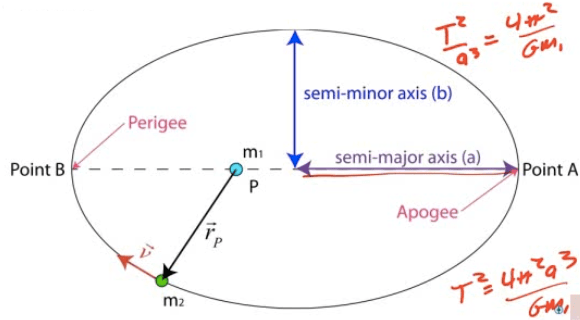 T²/a³ = 4π²/Gm₁
semi-minor axis (b)
Perigee
m₁
semi-major axis (a)
Point B
P
Point A
r⃗ₚ
Apogee
v⃗
m₂
T² = 4π²a³/Gm₁